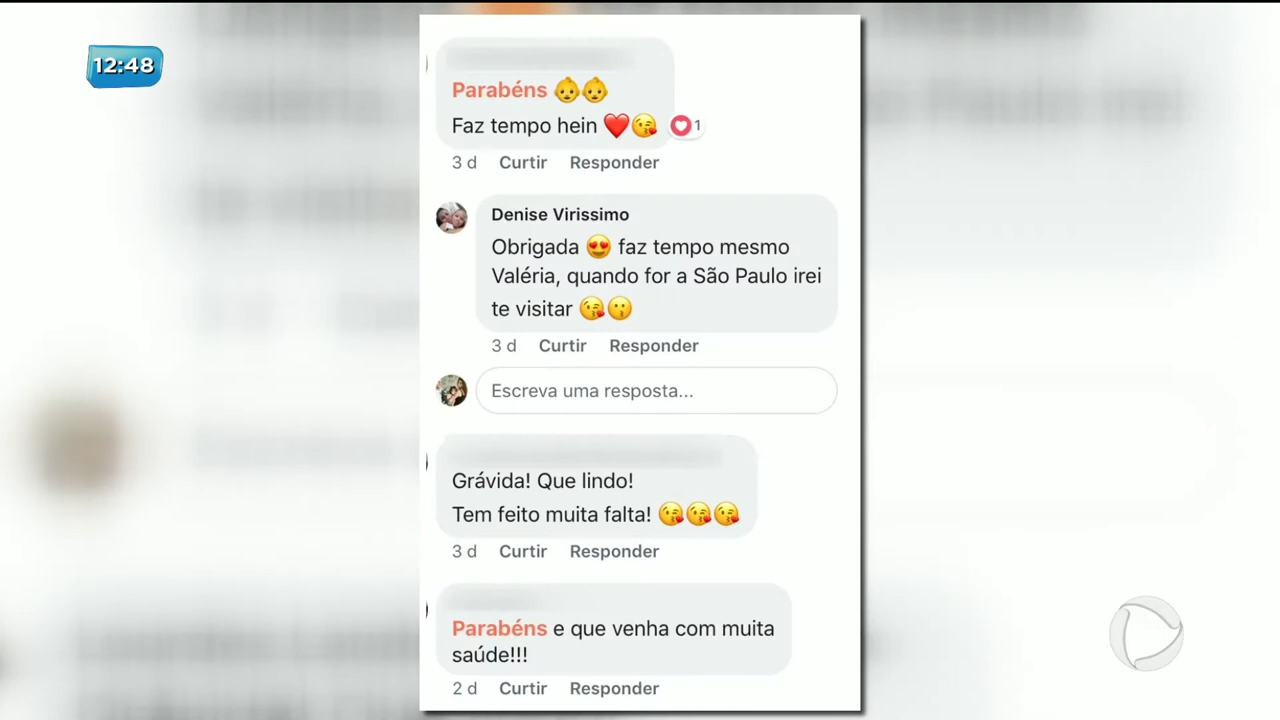 12:48
Parabéns 👶👶
Faz tempo hein ❤️😘 1
3 d Curtir Responder
Denise Virissimo
Obrigada 😍 faz tempo mesmo
Valéria, quando for a São Paulo irei
te visitar 😘😗
3 d Curtir Responder
Escreva uma resposta...
Grávida! Que lindo!
Tem feito muita falta! 😘😘😘
3 d Curtir Responder
Parabéns e que venha com muita
saúde!!!
2 d Curtir Responder